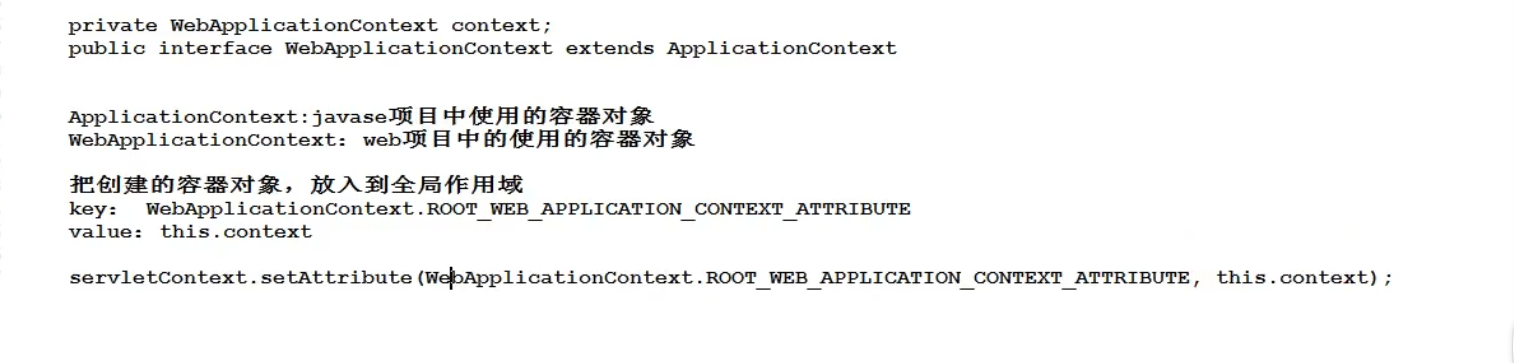 private WebApplicationContext context;
public interface WebApplicationContext extends ApplicationContext
ApplicationContext:javase项目中使用的容器对象
WebApplicationContext：web项目中的使用的容器对象
把创建的容器对象，放入到全局作用域
key： WebApplicationContext.ROOT_WEB_APPLICATION_CONTEXT_ATTRIBUTE
value：this.context
servletContext.setAttribute(WebApplicationContext.ROOT_WEB_APPLICATION_CONTEXT_ATTRIBUTE, this.context);